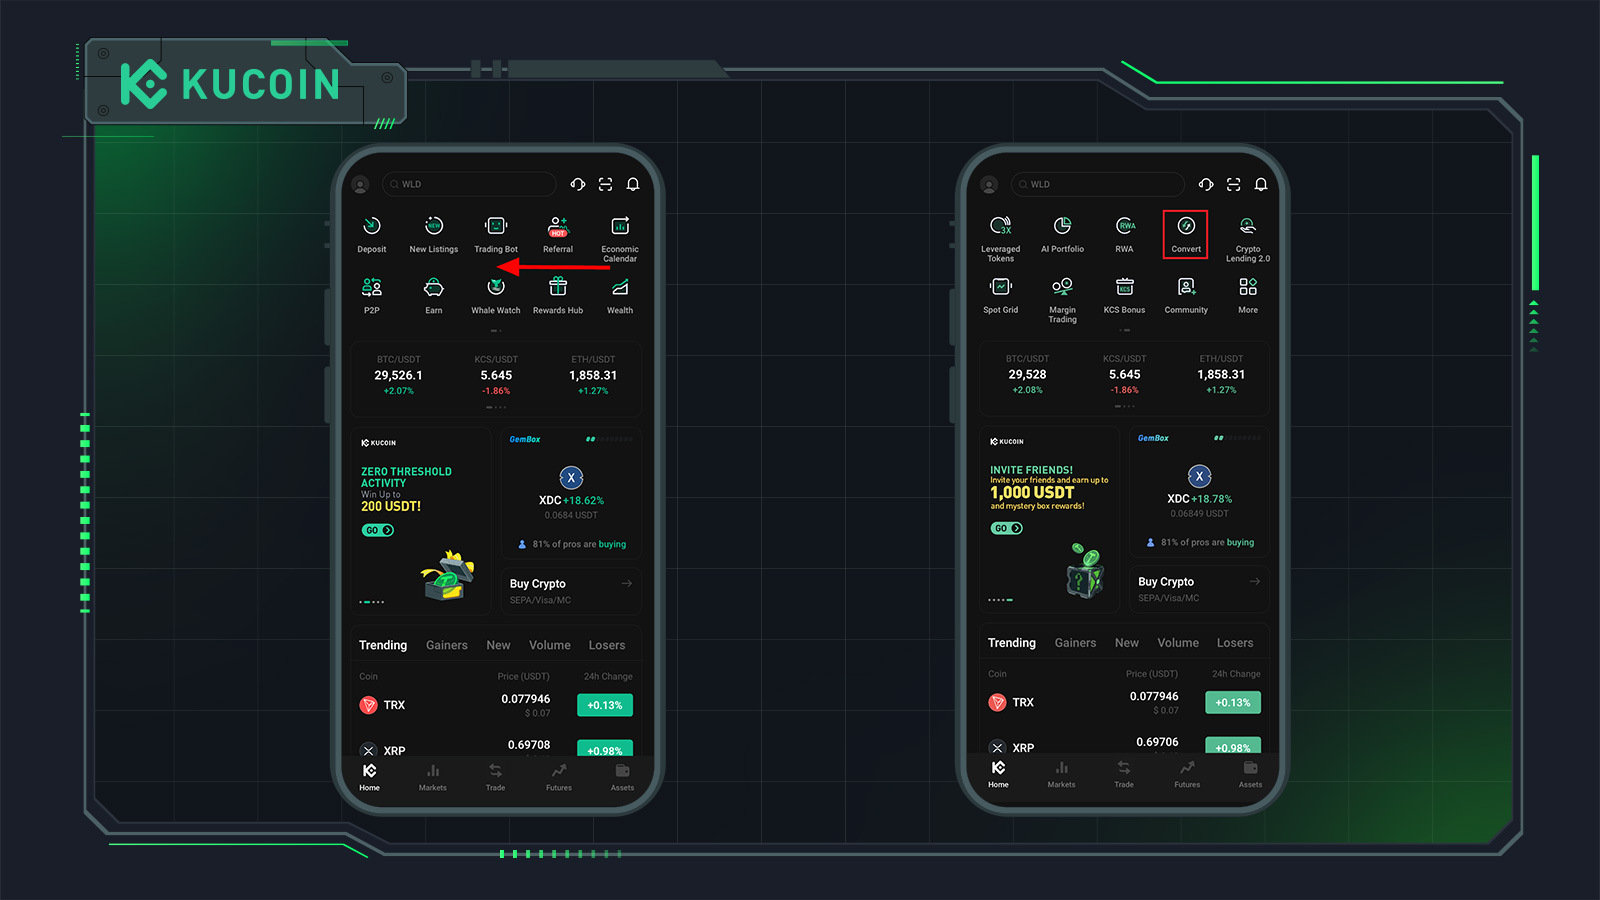 KUCOIN
WLD
Deposit
New Listings
Trading Bot
Referral
Economic
Calendar
NEW
HOT
P2P
Earn
Whale Watch
Rewards Hub
Wealth
BTC/USDT
KCS/USDT
ETH/USDT
29,526.1
5.645
1,858.31
+2.07%
-1.86%
+1.27%
KUCOIN
ZERO THRESHOLD
ACTIVITY
Win Up to
200 USDT!
GO
GemBox
X
XDC +18.62%
0.0684 USDT
81% of pros are buying
Buy Crypto
SEPA/Visa/MC
Trending Gainers New Volume Losers
Coin Price (USDT) 24h Change
TRX 0.077946 +0.13%
$ 0.07
XRP 0.69708 +0.98%
Home Markets Trade Futures Assets
WLD
3X
RWA
Leveraged
Tokens
AI Portfolio
RWA
Convert
Crypto
Lending 2.0
KCS
Spot Grid
Margin
Trading
KCS Bonus
Community
More
BTC/USDT
KCS/USDT
ETH/USDT
29,528
5.645
1,858.31
+2.08%
-1.86%
+1.27%
KUCOIN
INVITE FRIENDS!
Invite your friends and earn up to
1,000 USDT
and mystery box rewards!
GO
GemBox
X
XDC +18.78%
0.06849 USDT
81% of pros are buying
Buy Crypto
SEPA/Visa/MC
Trending Gainers New Volume Losers
Coin Price (USDT) 24h Change
TRX 0.077946 +0.13%
$ 0.07
XRP 0.69706 +0.98%
Home Markets Trade Futures Assets